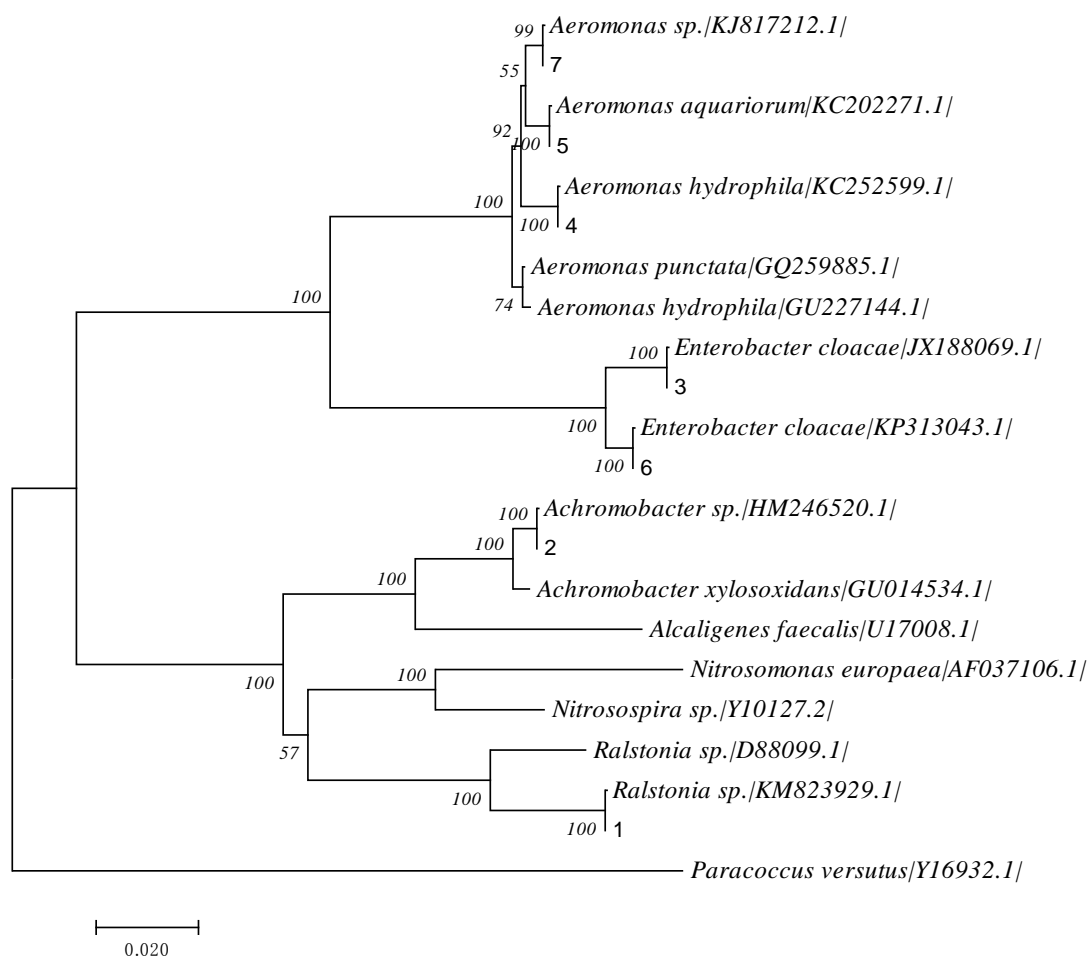 99
Aeromonas sp.|KJ817212.1|
7
55
Aeromonas aquariorum|KC202271.1|
92
100
5
Aeromonas hydrophila|KC252599.1|
100
100
4
Aeromonas punctata|GQ259885.1|
74
Aeromonas hydrophila|GU227144.1|
100
100
Enterobacter cloacae|JX188069.1|
3
100
Enterobacter cloacae|KP313043.1|
100
6
100
Achromobacter sp.|HM246520.1|
100
2
100
Achromobacter xylosoxidans|GU014534.1|
Alcaligenes faecalis|U17008.1|
100
100
Nitrosomonas europaea|AF037106.1|
Nitrosospira sp.|Y10127.2|
57
Ralstonia sp.|D88099.1|
100
Ralstonia sp.|KM823929.1|
100
1
Paracoccus versutus|Y16932.1|
0.020